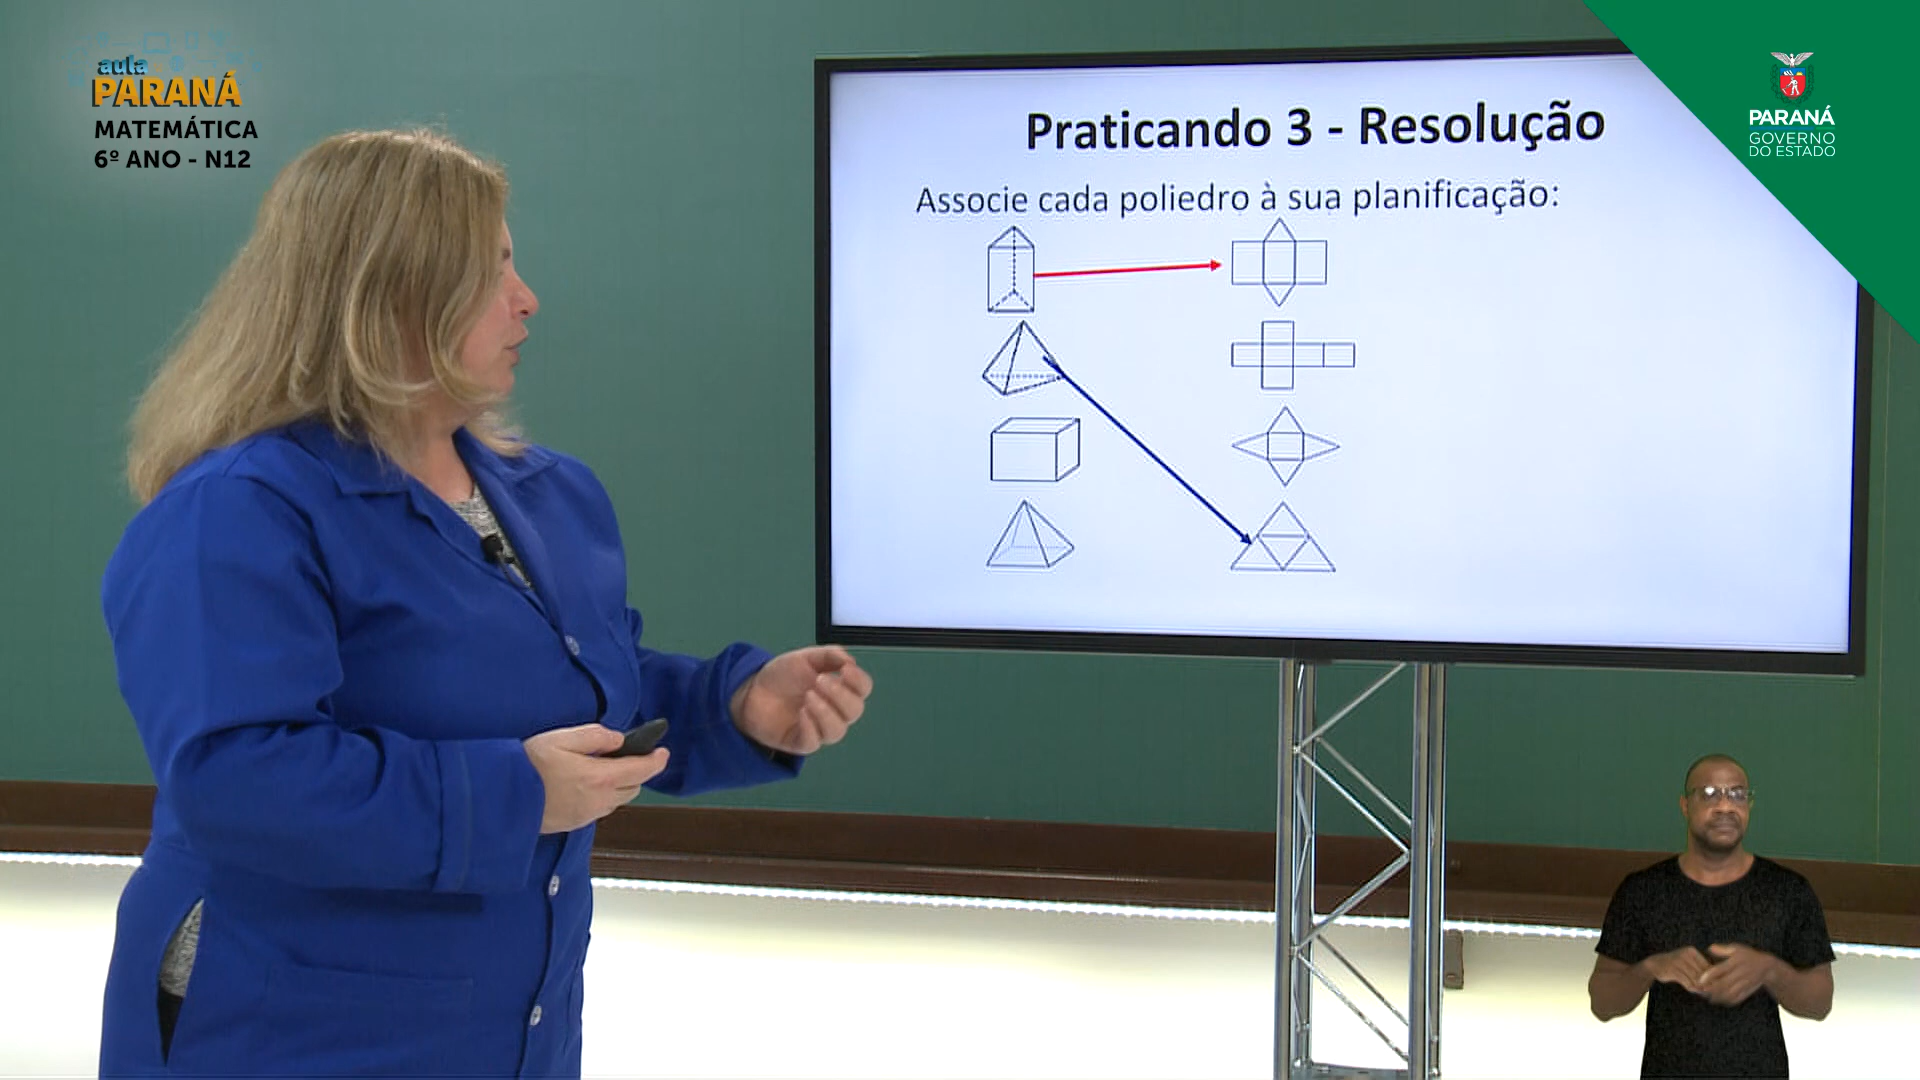 aula
PARANÁ
MATEMÁTICA
6º ANO - N12
Praticando 3 - Resolução
Associe cada poliedro à sua planificação:
PARANÁ
GOVERNO
DO ESTADO